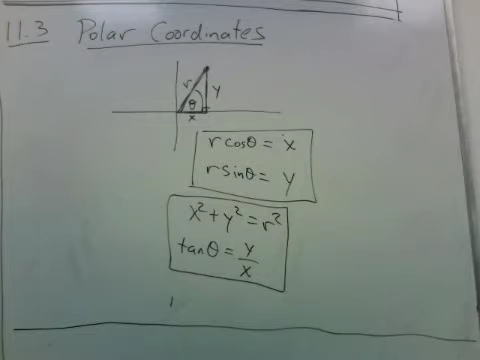 11.3 Polar Coordinates
r
y
θ
x
r cosθ = x
r sinθ = y
x² + y² = r²
tanθ = y/x